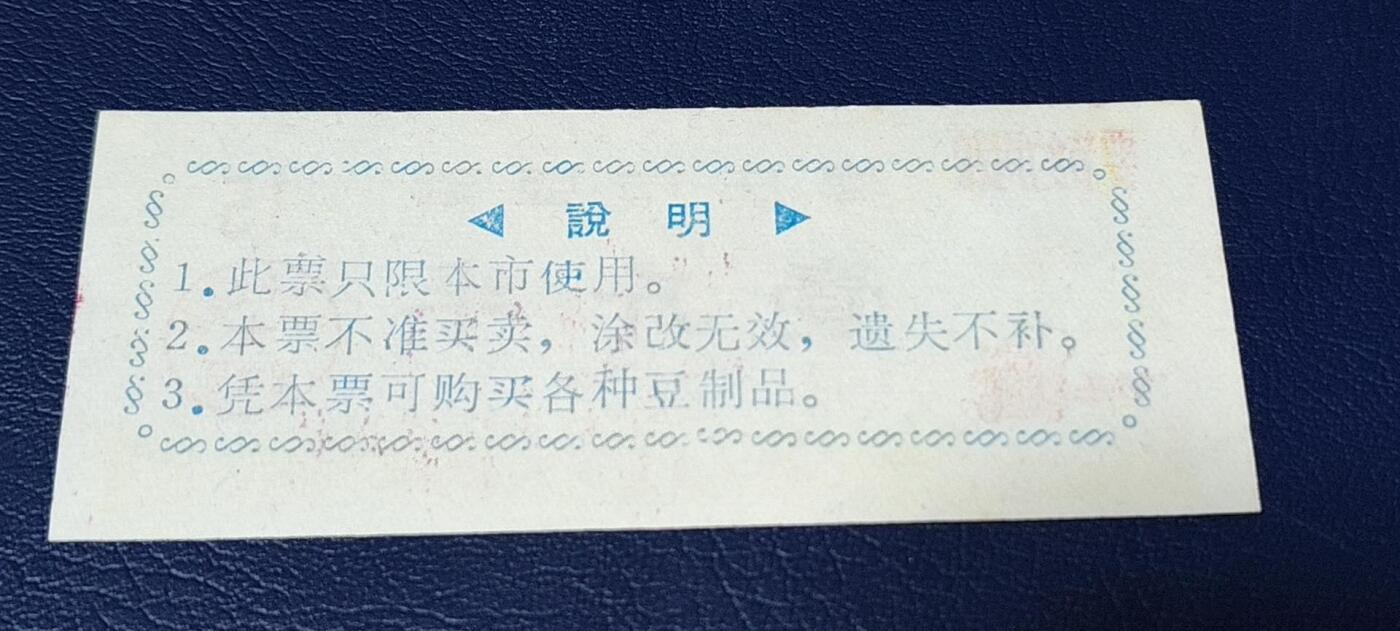 說 明
1.此票只限本市使用。
2.本票不准买卖，涂改无效，遗失不补。
3.凭本票可购买各种豆制品。